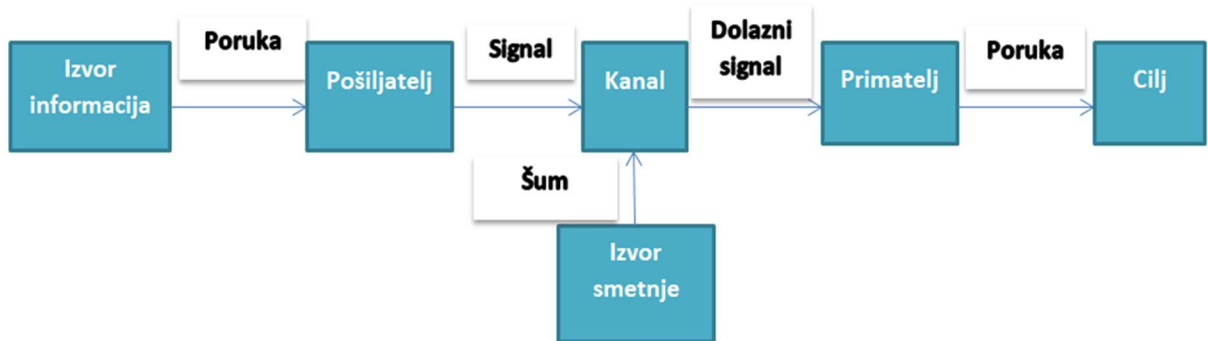 Izvor
informacija
Poruka
Pošiljatelj
Signal
Kanal
Dolazni
signal
Primatelj
Poruka
Cilj
Šum
Izvor
smetnje